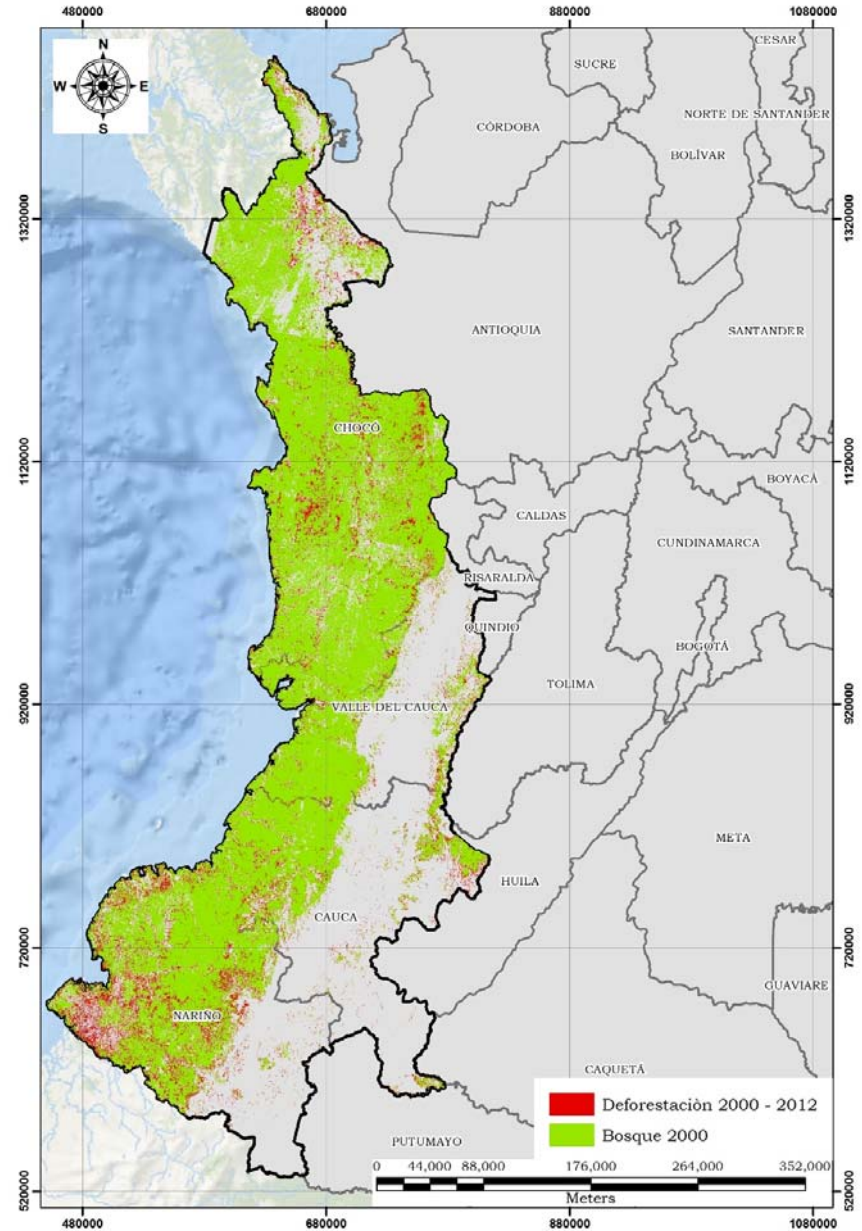 480000 680000 880000 1080000
N
W E
S
CESAR
SUCRE
NORTE DE SANTANDER
CÓRDOBA
BOLÍVAR
1320000 1320000
ANTIOQUIA
SANTANDER
CHOCÓ
1120000 1120000
BOYACÁ
CALDAS
CUNDINAMARCA
RISARALDA
QUINDIO
BOGOTÁ
TOLIMA
920000 920000
VALLE DEL CAUCA
META
HUILA
CAUCA
720000 720000
GUAVIARE
NARIÑO
CAQUETÁ
Deforestaciòn 2000 - 2012
Bosque 2000
PUTUMAYO
0 44,000 88,000 176,000 264,000 352,000
Meters
520000 520000
480000 680000 880000 1080000